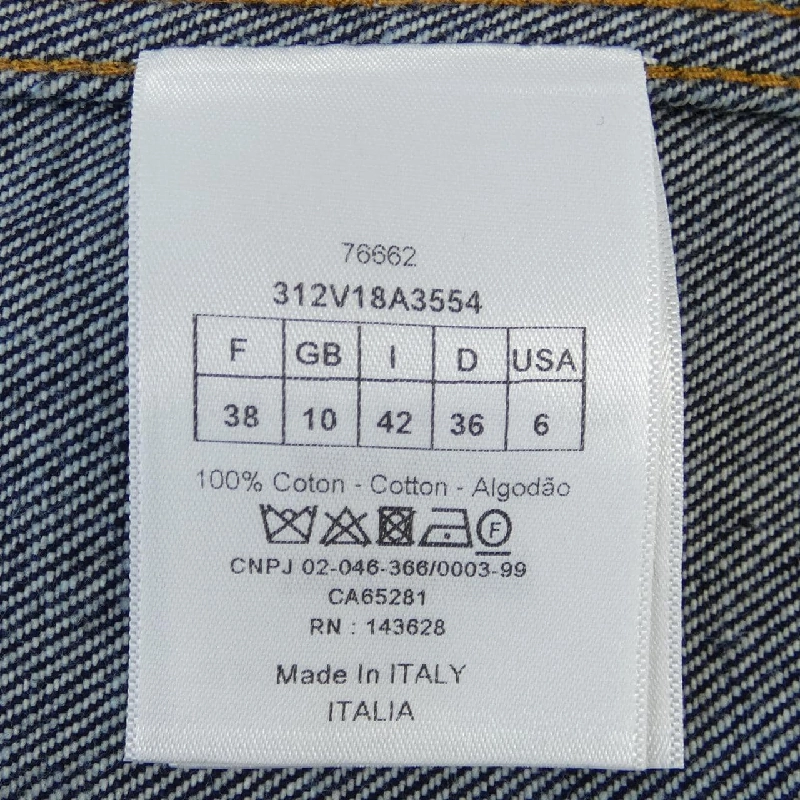 76662
312V18A3554
F GB I D USA
38 10 42 36 6
100% Coton - Cotton - Algodão
F
CNPJ 02-046-366/0003-99
CA65281
RN : 143628
Made In ITALY
ITALIA